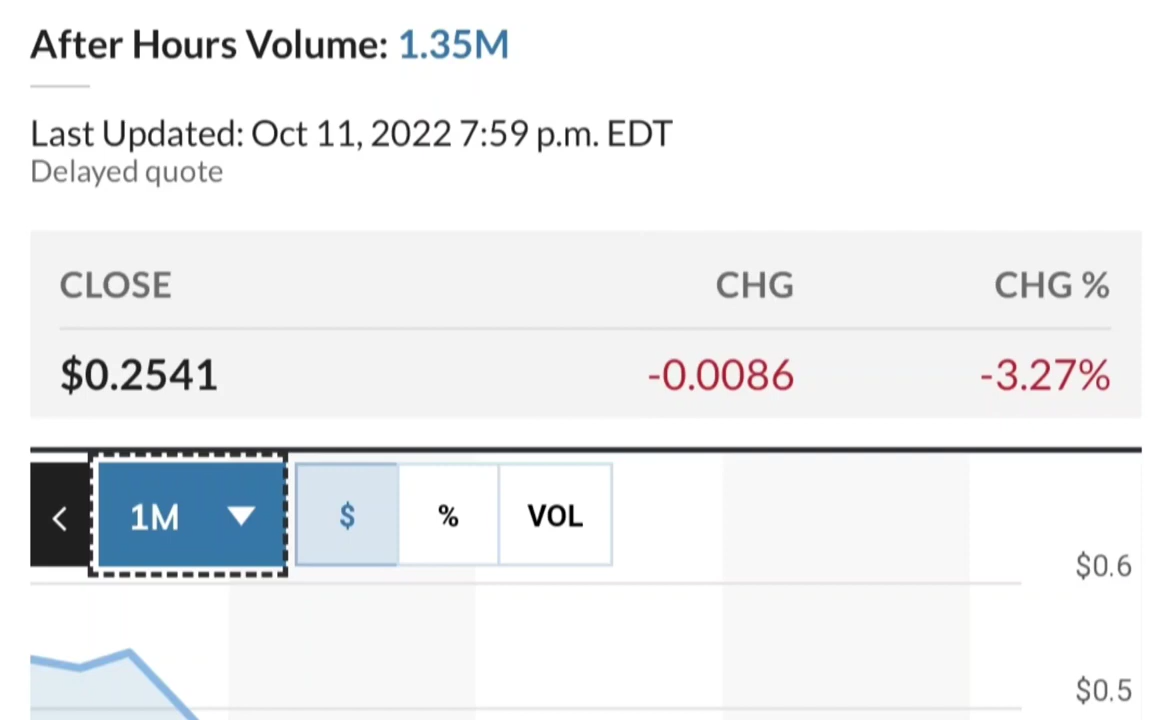 After Hours Volume: 1.35M
Last Updated: Oct 11, 2022 7:59 p.m. EDT
Delayed quote
CLOSE CHG CHG %
$0.2541 -0.0086 -3.27%
1M $ % VOL
$0.6
$0.5